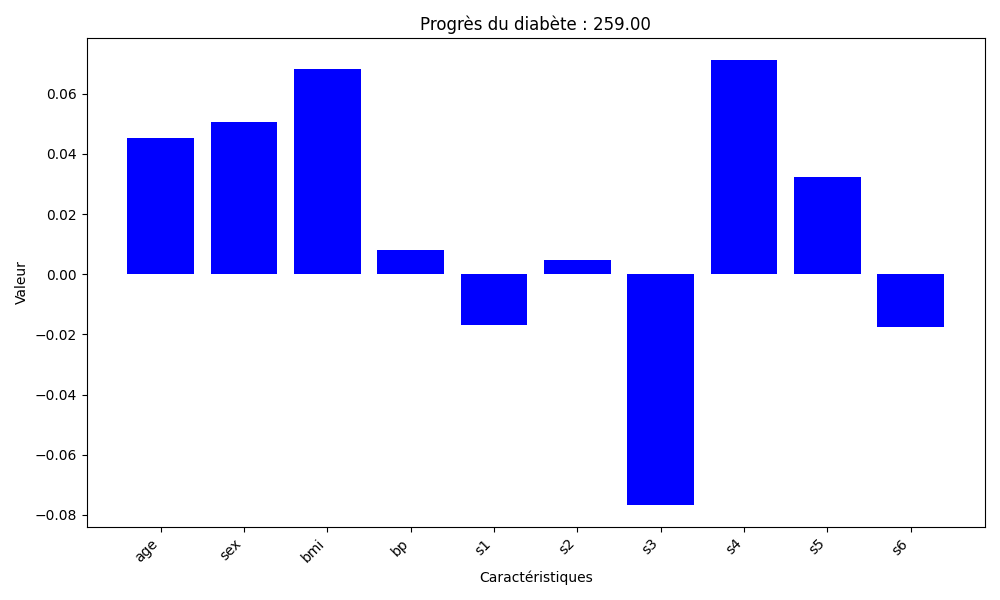 Progrès du diabète : 259.00
0.06
0.04
0.02
0.00
−0.02
−0.04
−0.06
−0.08
Valeur
age
sex
bmi
bp
s1
s2
s3
s4
s5
s6
Caractéristiques